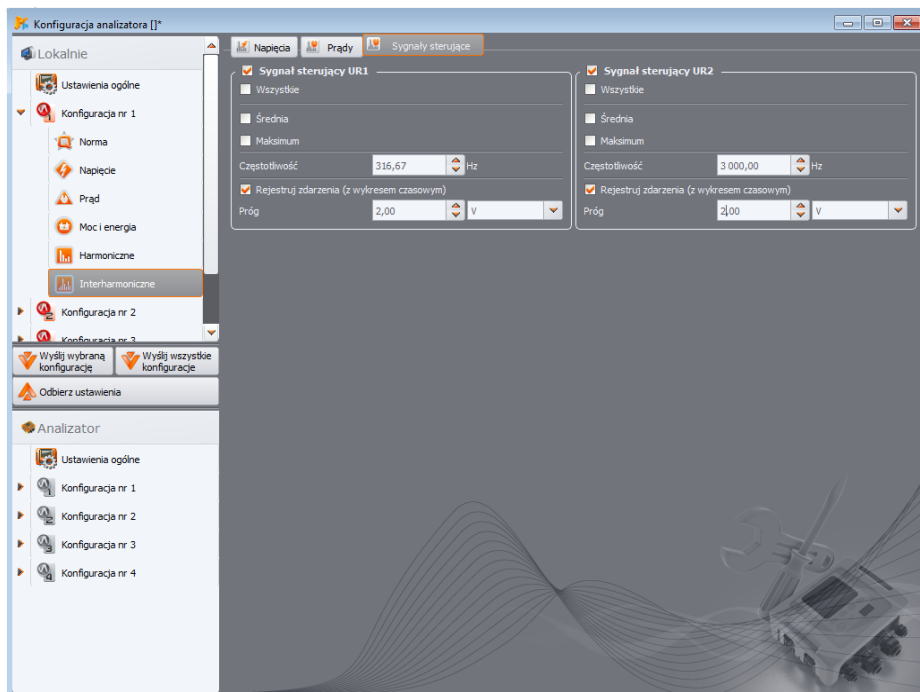 Konfiguracja analizatora []*
Lokalnie
Ustawienia ogólne
Konfiguracja nr 1
Norma
Napięcie
Prąd
Moc i energia
Harmoniczne
Interharmoniczne
Konfiguracja nr 2
Konfiguracja nr 3
Wyślij wybraną
konfigurację
Wyślij wszystkie
konfiguracje
Odbierz ustawienia
Analizator
Ustawienia ogólne
Konfiguracja nr 1
Konfiguracja nr 2
Konfiguracja nr 3
Konfiguracja nr 4
Napięcia
Prądy
Sygnały sterujące
Sygnał sterujący UR1
Wszystkie
Średnia
Maksimum
Częstotliwość 316,67 Hz
Rejestruj zdarzenia (z wykresem czasowym)
Próg 2,00 V
Sygnał sterujący UR2
Wszystkie
Średnia
Maksimum
Częstotliwość 3 000,00 Hz
Rejestruj zdarzenia (z wykresem czasowym)
Próg 2,00 V